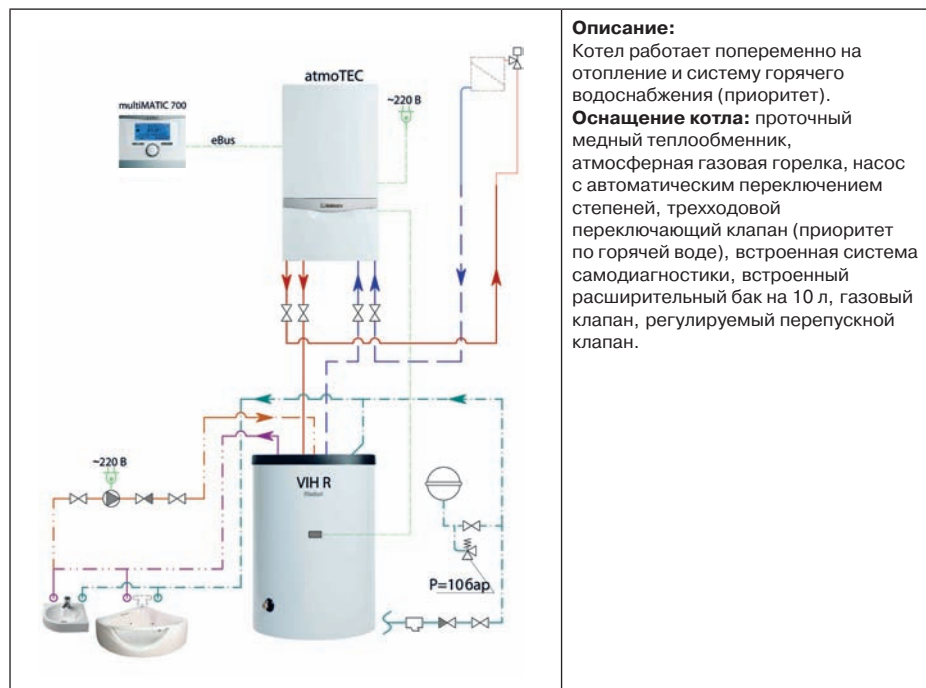 atmoTEC
~220 В
multiMATIC 700
eBus
~220 В
VIH R
Vaillant
P=10бар
Описание:
Котел работает попеременно на
отопление и систему горячего
водоснабжения (приоритет).
Оснащение котла: проточный
медный теплообменник,
атмосферная газовая горелка, насос
с автоматическим переключением
степеней, трехходовой
переключающий клапан (приоритет
по горячей воде), встроенная система
самодиагностики, встроенный
расширительный бак на 10 л, газовый
клапан, регулируемый перепускной
клапан.